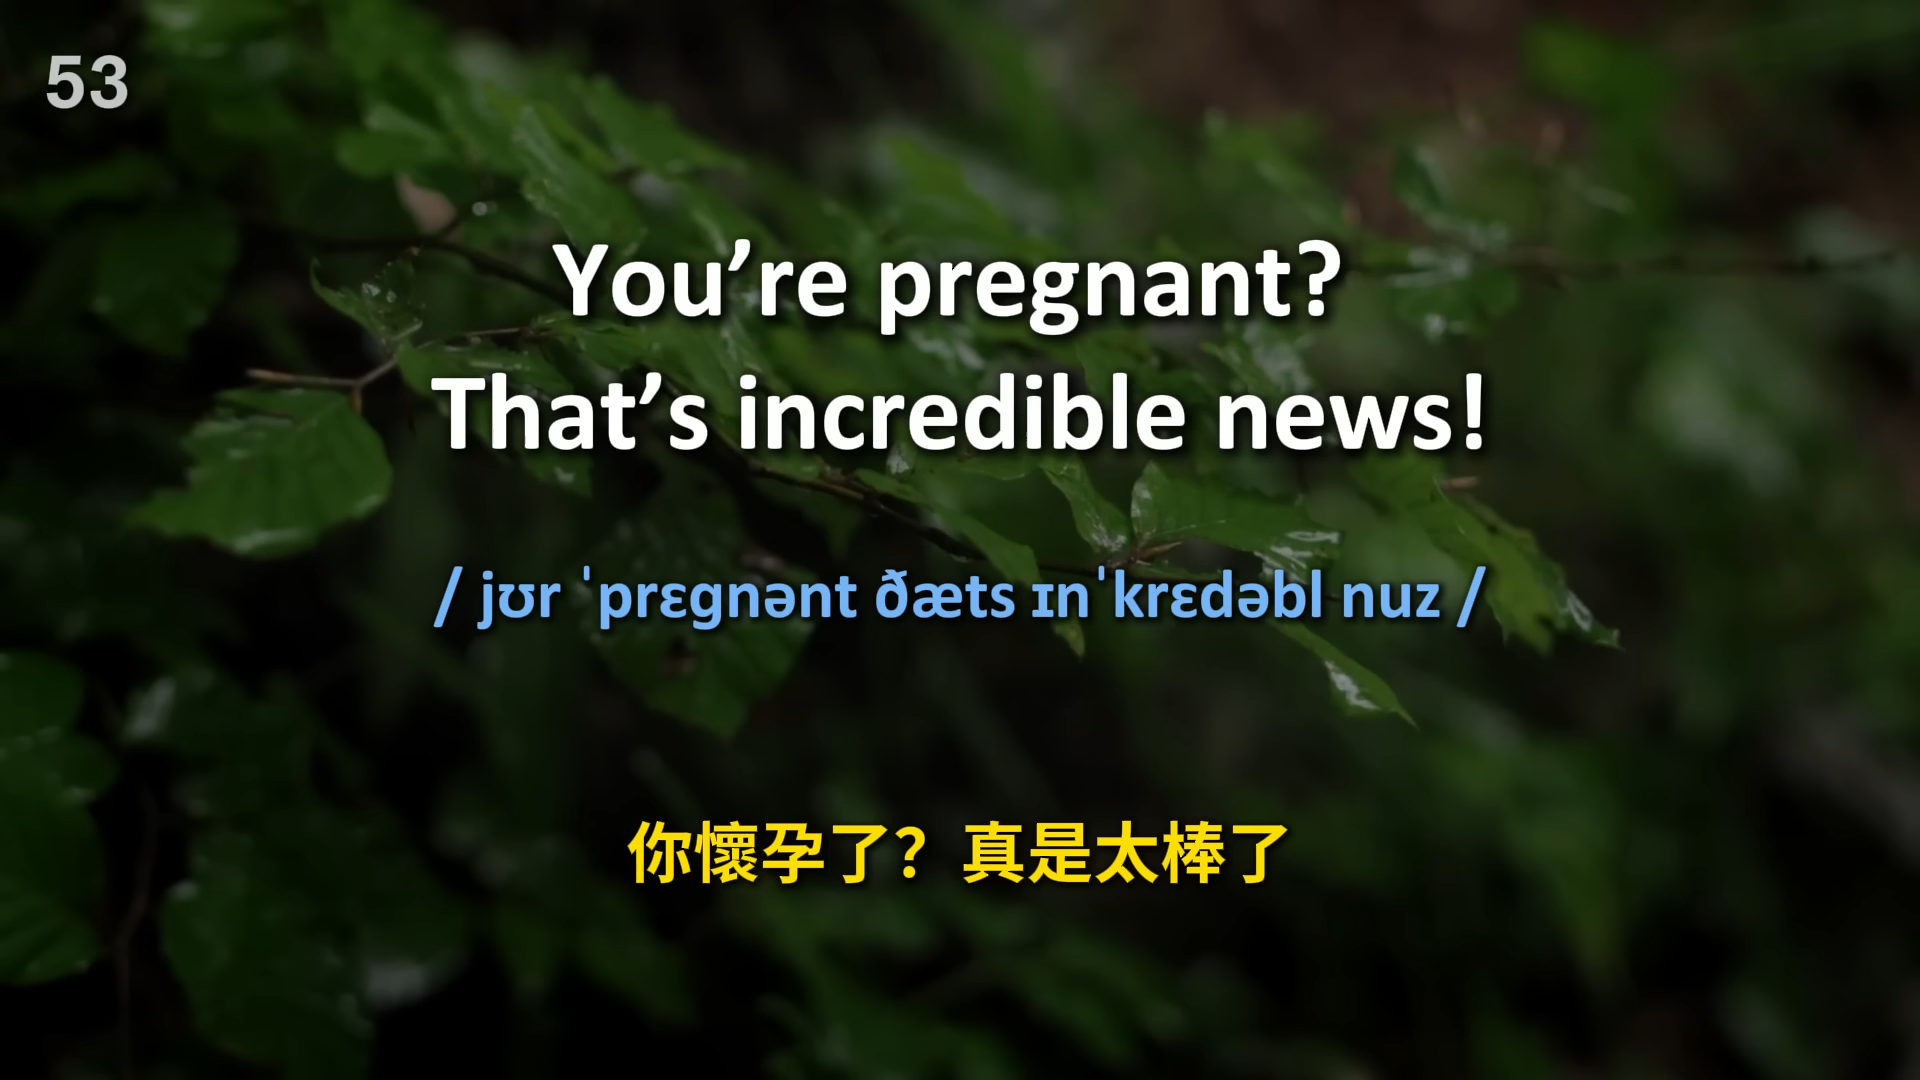 53
You’re pregnant?
That’s incredible news!
/ jʊr ˈprɛgnənt ðæts ɪnˈkrɛdəbl nuz /
你懷孕了？真是太棒了